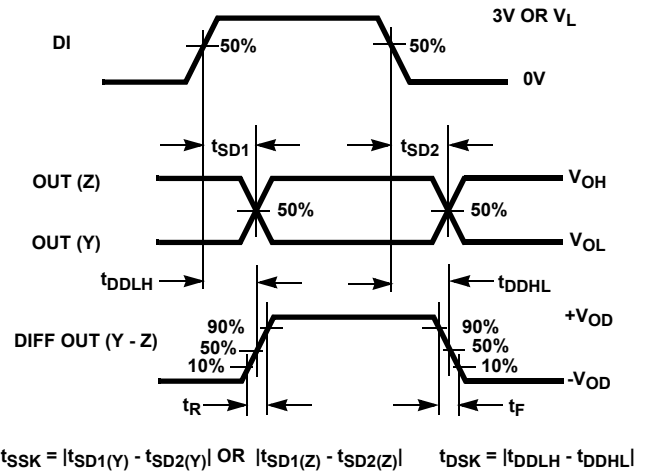 3V OR VL
DI
50%
50%
0V
tSD1
tSD2
OUT (Z)
VOH
50%
50%
OUT (Y)
VOL
tDDLH
tDDHL
+VOD
90%
90%
DIFF OUT (Y - Z)
50%
50%
10%
10%
-VOD
tR
tF
tSSK = |tSD1(Y) - tSD2(Y)| OR |tSD1(Z) - tSD2(Z)| tDSK = |tDDLH - tDDHL|